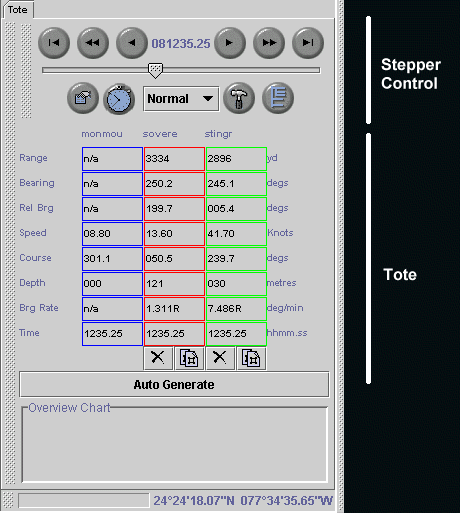 Tote
081235.25
Stepper
Control
Normal
monmou sovere stingr
Range n/a 3334 2896 yd
Bearing n/a 250.2 245.1 degs
Rel Brg n/a 199.7 005.4 degs
Speed 08.80 13.60 41.70 Knots
Course 301.1 050.5 239.7 degs
Tote
Depth 000 121 030 metres
Brg Rate n/a 1.311R 7.486R deg/min
Time 1235.25 1235.25 1235.25 hhmm.ss
Auto Generate
Overview Chart
24°24'18.07"N 077°34'35.65"W